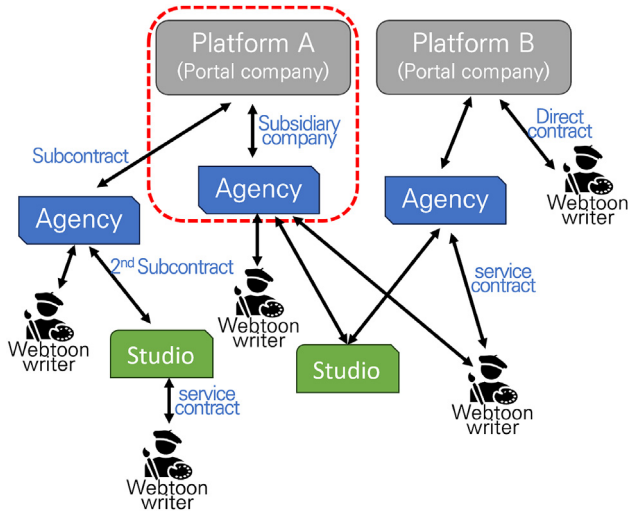 Platform A
(Portal company)
Platform B
(Portal company)
Subcontract
Subsidiary
company
Direct
contract
Agency
Agency
Agency
Webtoon
writer
2nd Subcontract
service
contract
Webtoon
writer
Webtoon
writer
Studio
Studio
Webtoon
writer
service
contract
Webtoon
writer